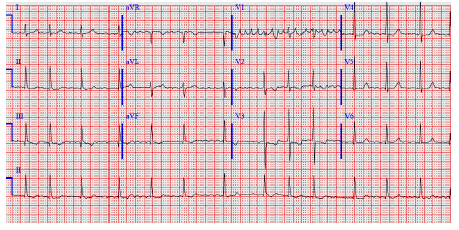 I aVR V1 V4
II aVL V2 V5
III aVF V3 V6
II